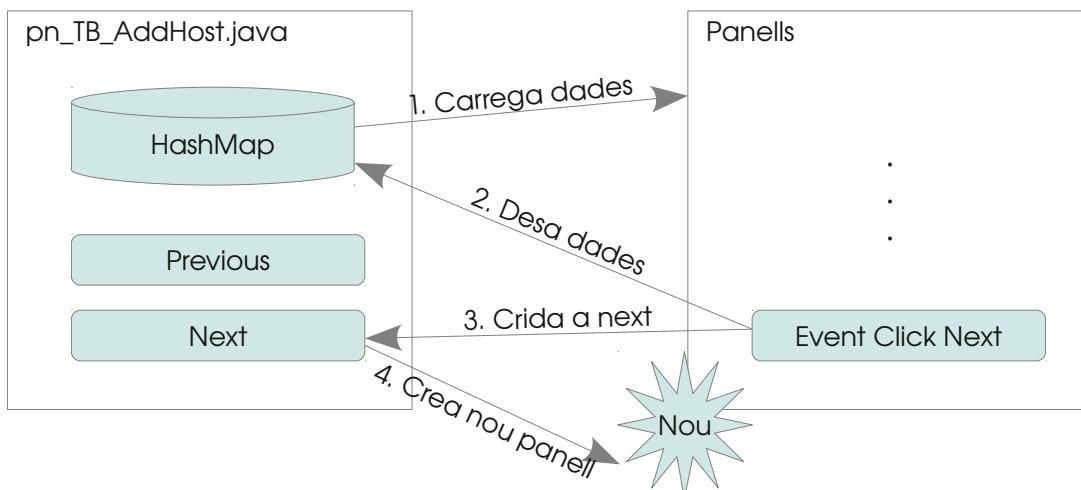 pn_TB_AddHost.java
Panells
1. Carrega dades
HashMap
2. Desa dades
Previous
3. Crida a next
Next
Event Click Next
4. Crea nou panell
Nou